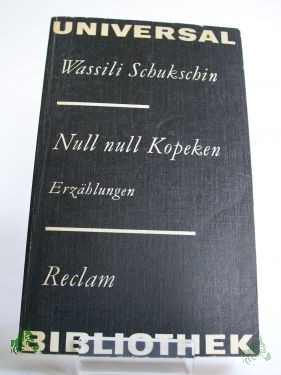 UNIVERSAL
Wassili Schukschin
Null null Kopeken
Erzählungen
Reclam
BIBLIOTHEK